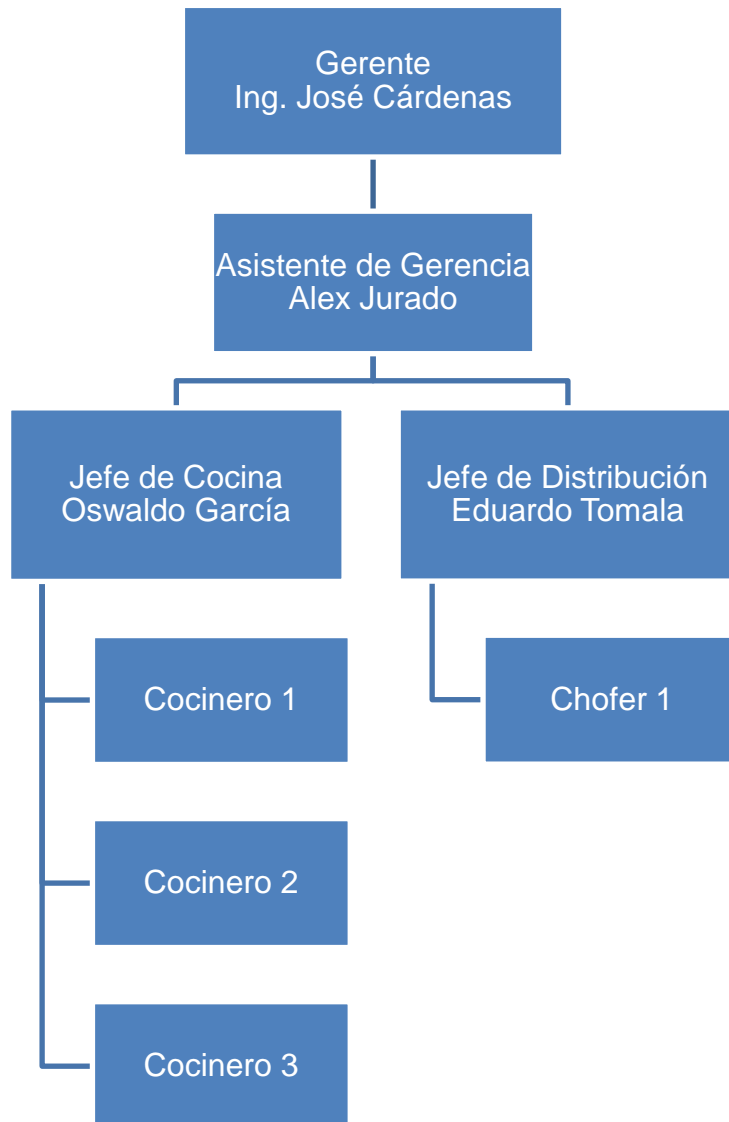 Gerente
Ing. José Cárdenas
Asistente de Gerencia
Alex Jurado
Jefe de Cocina
Oswaldo García
Jefe de Distribución
Eduardo Tomala
Cocinero 1
Chofer 1
Cocinero 2
Cocinero 3